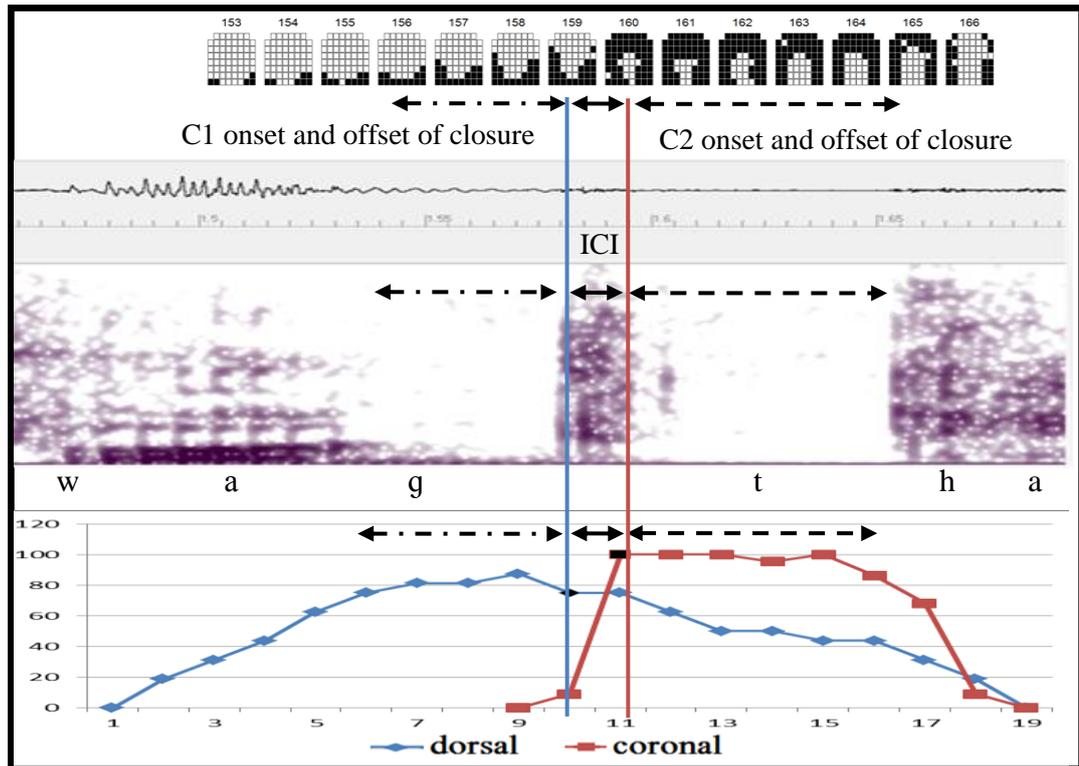 153 154 155 156 157 158 159 160 161 162 163 164 165 166
C1 onset and offset of closure C2 onset and offset of closure
1.5 1.55 1.6 1.65
ICI
w a g t h a
120
100
80
60
40
20
0
1 3 5 7 9 11 13 15 17 19
dorsal coronal